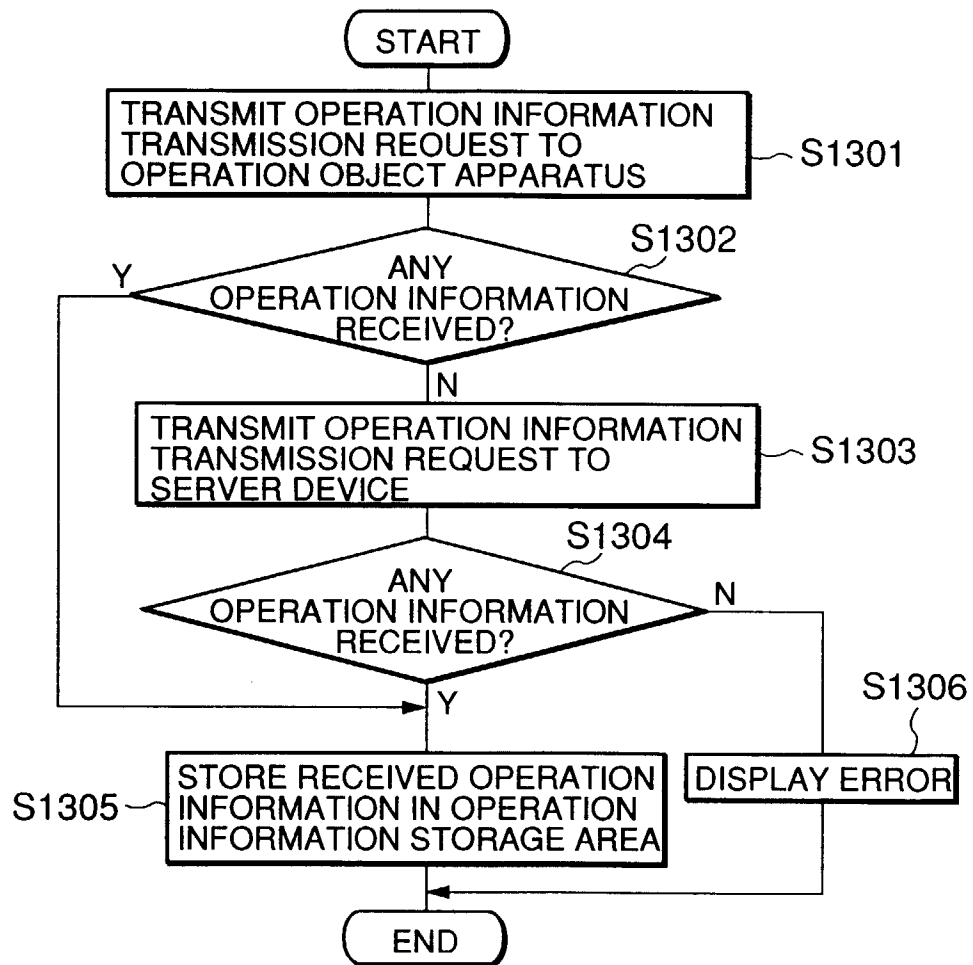 START
TRANSMIT OPERATION INFORMATION
TRANSMISSION REQUEST TO
OPERATION OBJECT APPARATUS
S1301
S1302
Y
ANY
OPERATION INFORMATION
RECEIVED?
N
TRANSMIT OPERATION INFORMATION
TRANSMISSION REQUEST TO
SERVER DEVICE
S1303
S1304
ANY
OPERATION INFORMATION
RECEIVED?
N
Y
S1306
DISPLAY ERROR
S1305
STORE RECEIVED OPERATION
INFORMATION IN OPERATION
INFORMATION STORAGE AREA
END